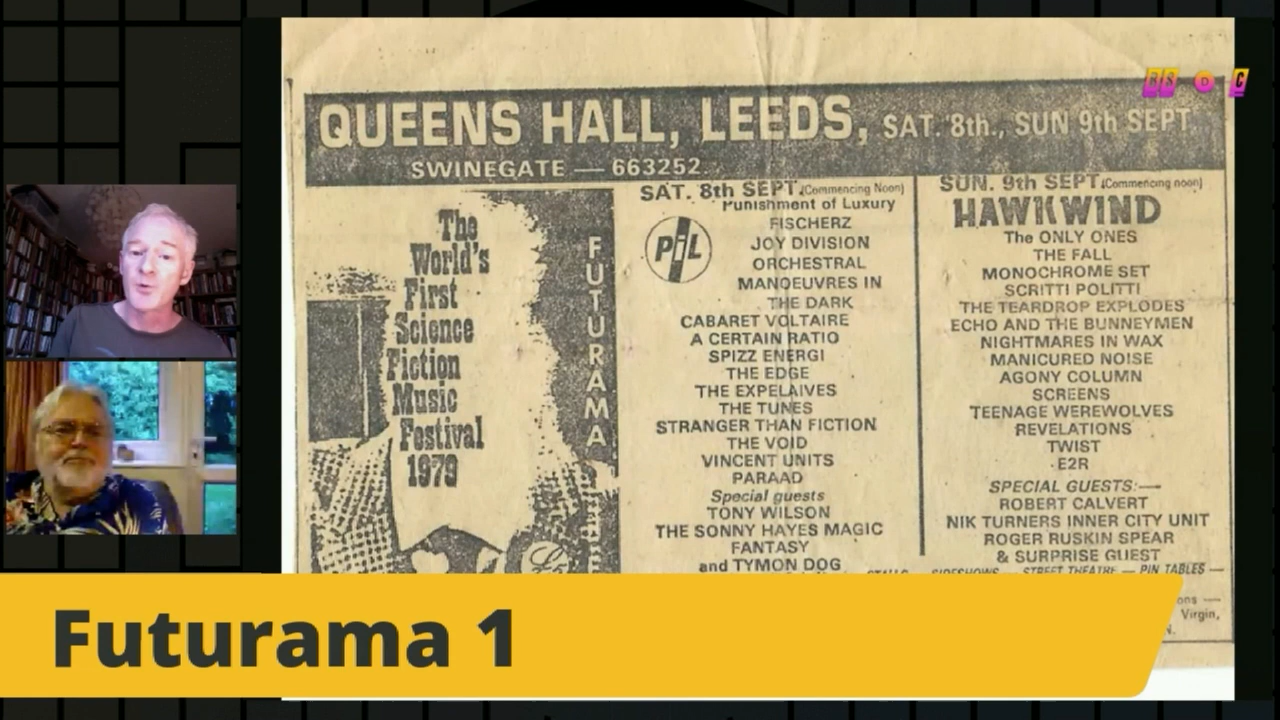 QUEENS HALL, LEEDS, SAT. 8th., SUN 9th SEPT
SWINEGATE — 663252.
The
World's
First
Science
Fiction
Music
Festival
1979
FUTURAMA
SAT. 8th SEPT.(Commencing Noon)
PiL
Punishment of Luxury
FISCHERZ
JOY DIVISION
ORCHESTRAL
MANOEUVRES IN
THE DARK
CABARET VOLTAIRE
A CERTAIN RATIO
SPIZZ ENERGI
THE EDGE
THE EXPELAIVES
THE TUNES
STRANGER THAN FICTION
THE VOID
VINCENT UNITS
PARAAD
Special guests
TONY WILSON
THE SONNY HAYES MAGIC
FANTASY
and TYMON DOG
SUN. 9th SEPT.(Commencing noon)
HAWKWIND
The ONLY ONES
THE FALL
MONOCHROME SET
SCRITTI POLITTI
THE TEARDROP EXPLODES
ECHO AND THE BUNNEYMEN
NIGHTMARES IN WAX
MANICURED NOISE
AGONY COLUMN
SCREENS
TEENAGE WEREWOLVES
REVELATIONS
TWIST
E2R
SPECIAL GUESTS:—
ROBERT CALVERT
NIK TURNERS INNER CITY UNIT
ROGER RUSKIN SPEAR
& SURPRISE GUEST
STALLS — SIDESHOWS — STREET THEATRE — PIN TABLES —
Virgin,
Futurama 1